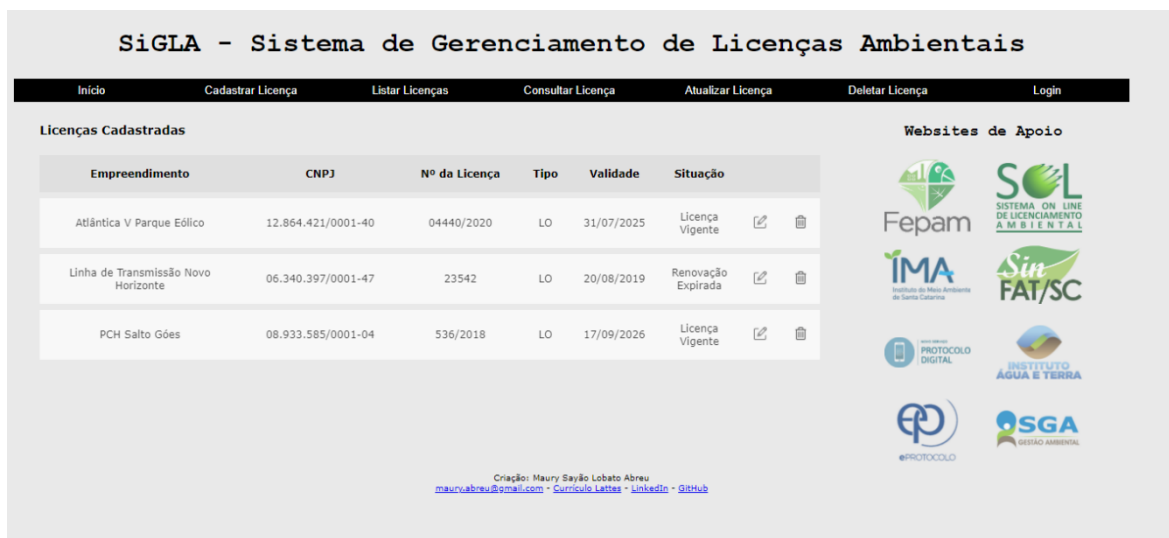 SiGLA - Sistema de Gerenciamento de Licenças Ambientais
Início Cadastrar Licença Listar Licenças Consultar Licença Atualizar Licença Deletar Licença Login
Licenças Cadastradas
Empreendimento CNPJ Nº da Licença Tipo Validade Situação
Atlântica V Parque Eólico 12.864.421/0001-40 04440/2020 LO 31/07/2025 Licença
Vigente
Linha de Transmissão Novo
Horizonte 06.340.397/0001-47 23542 LO 20/08/2019 Renovação
Expirada
PCH Salto Góes 08.933.585/0001-04 536/2018 LO 17/09/2026 Licença
Vigente
Websites de Apoio
Fepam
SOL
SISTEMA ON LINE
DE LICENCIAMENTO
AMBIENTAL
IMA
Instituto do Meio Ambiente
de Santa Catarina
Sin
FAT/SC
PROTOCOLO
DIGITAL
INSTITUTO
ÁGUA E TERRA
eP
ePROTOCOLO
SGA
GESTÃO AMBIENTAL
Criação: Maury Sayão Lobato Abreu
maury.abreu@gmail.com - Currículo Lattes - LinkedIn - GitHub